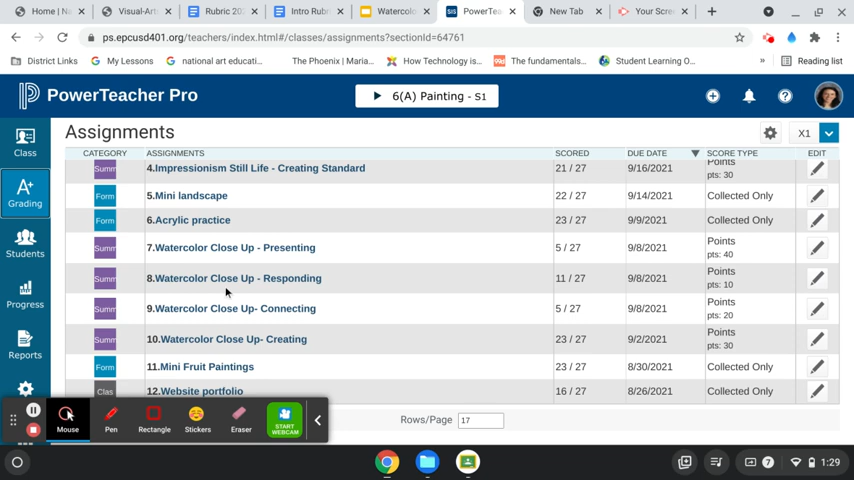 Home | Na
Visual-Art
Rubric 202
Intro Rubri
Watercolo
SIS
PowerTea
New Tab
Your Scre
ps.epcusd401.org/teachers/index.html#/classes/assignments?sectionId=64761
District Links
My Lessons
national art educati...
The Phoenix | Maria...
How Technology is...
The fundamentals...
Student Learning O...
»
Reading list
PowerTeacher Pro
6(A) Painting - S1
Class
Grading
Students
Progress
Reports
Assignments
X1
CATEGORY ASSIGNMENTS SCORED DUE DATE SCORE TYPE EDIT
Summ 4.Impressionism Still Life - Creating Standard 21 / 27 9/16/2021 Points
pts: 30
Form 5.Mini landscape 22 / 27 9/14/2021 Collected Only
Form 6.Acrylic practice 23 / 27 9/9/2021 Collected Only
Summ 7.Watercolor Close Up - Presenting 5 / 27 9/8/2021 Points
pts: 40
Summ 8.Watercolor Close Up - Responding 11 / 27 9/8/2021 Points
pts: 10
Summ 9.Watercolor Close Up- Connecting 5 / 27 9/8/2021 Points
pts: 20
Summ 10.Watercolor Close Up- Creating 23 / 27 9/2/2021 Points
pts: 30
Form 11.Mini Fruit Paintings 23 / 27 8/30/2021 Collected Only
Clas 12.Website portfolio 16 / 27 8/26/2021 Collected Only
Rows/Page 17
Mouse
Pen
Rectangle
Stickers
Eraser
START
WEBCAM
7
1:29